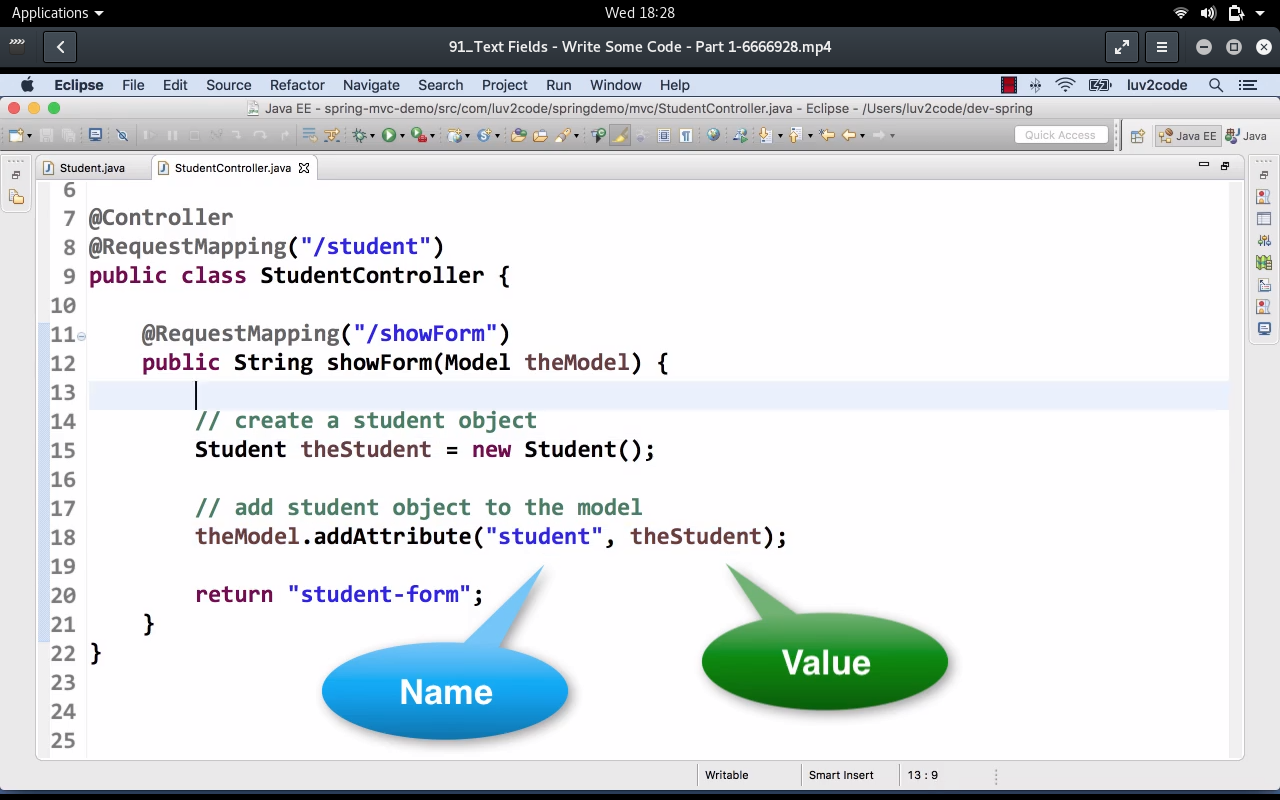 Applications
Wed 18:28
91_Text Fields - Write Some Code - Part 1-6666928.mp4
Eclipse File Edit Source Refactor Navigate Search Project Run Window Help luv2code
Java EE - spring-mvc-demo/src/com/luv2code/springdemo/mvc/StudentController.java - Eclipse - /Users/luv2code/dev-spring
Quick Access
Java EE
Java
Student.java
StudentController.java
6
7 @Controller
8 @RequestMapping("/student")
9 public class StudentController {
10
11 @RequestMapping("/showForm")
12 public String showForm(Model theModel) {
13
14 // create a student object
15 Student theStudent = new Student();
16
17 // add student object to the model
18 theModel.addAttribute("student", theStudent);
19
20 return "student-form";
21 }
22 }
23
24
25
Name
Value
Writable
Smart Insert
13 : 9